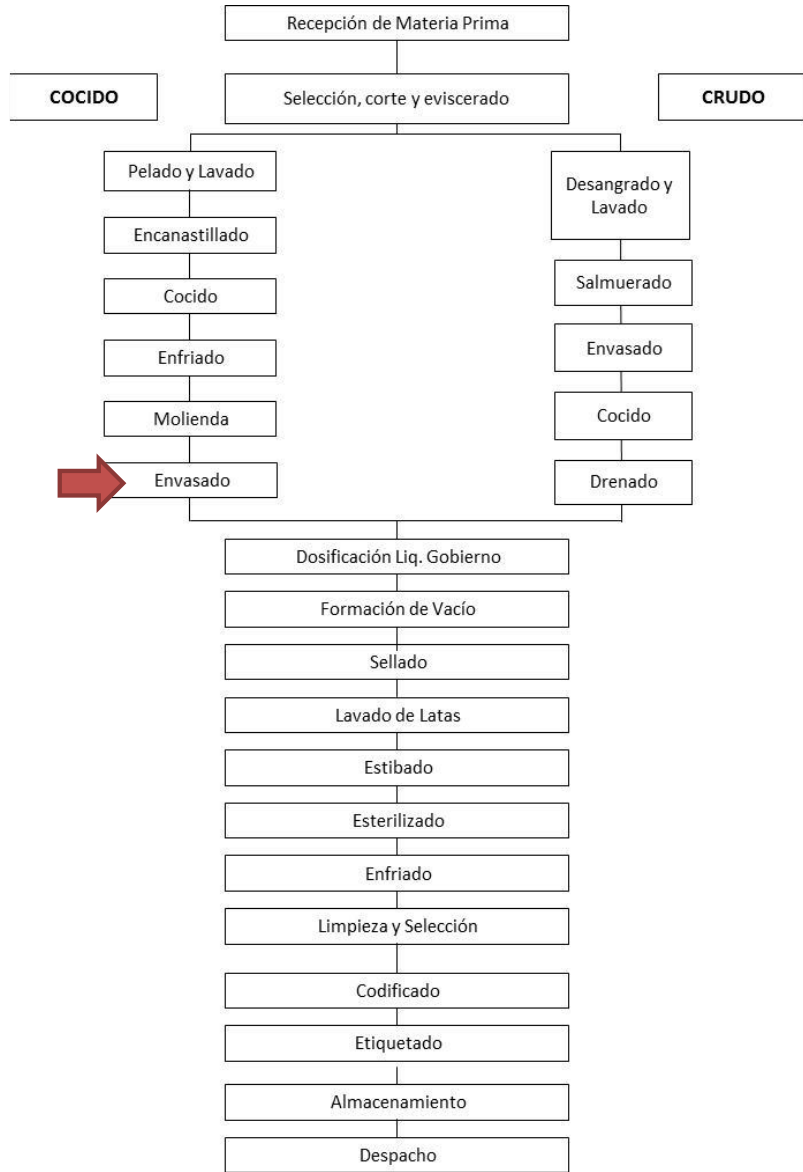 Recepción de Materia Prima
COCIDO
Selección, corte y eviscerado
CRUDO
Pelado y Lavado
Encanastillado
Cocido
Enfriado
Molienda
Envasado
Desangrado y
Lavado
Salmuerado
Envasado
Cocido
Drenado
Dosificación Liq. Gobierno
Formación de Vacío
Sellado
Lavado de Latas
Estibado
Esterilizado
Enfriado
Limpieza y Selección
Codificado
Etiquetado
Almacenamiento
Despacho